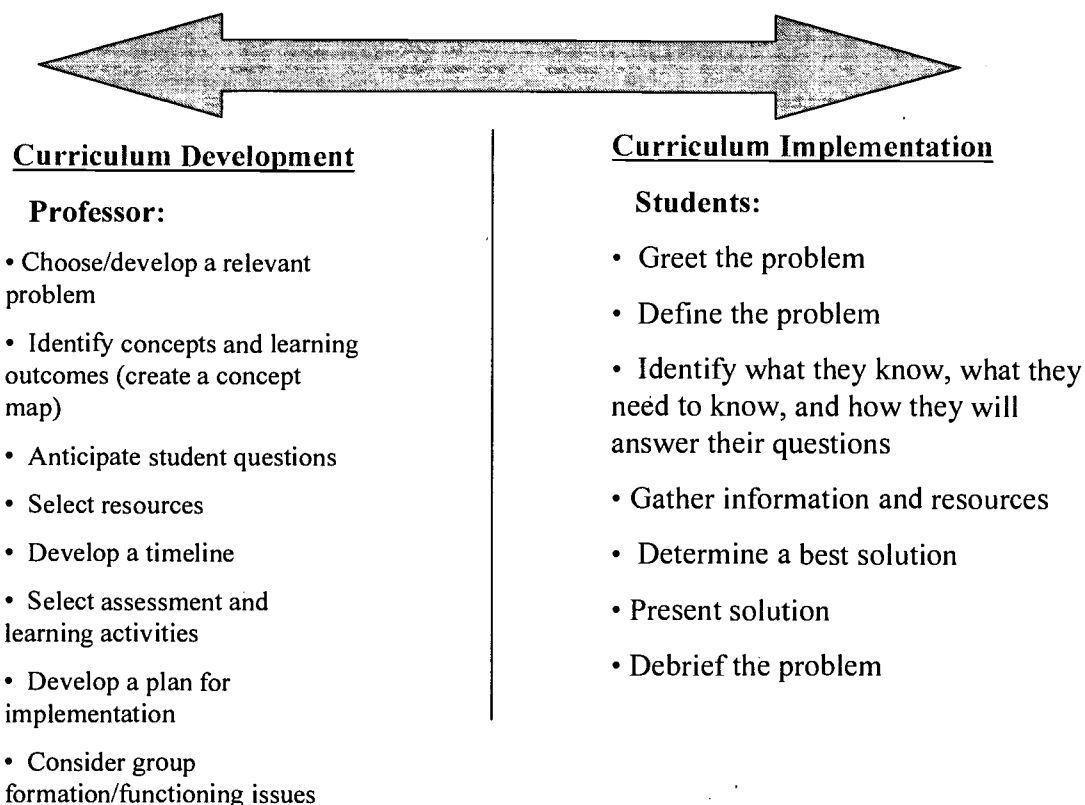 Curriculum Development
Professor:
• Choose/develop a relevant
problem
• Identify concepts and learning
outcomes (create a concept
map)
• Anticipate student questions
• Select resources
• Develop a timeline
• Select assessment and
learning activities
• Develop a plan for
implementation
• Consider group
formation/functioning issues
Curriculum Implementation
Students:
• Greet the problem
• Define the problem
• Identify what they know, what they
need to know, and how they will
answer their questions
• Gather information and resources
• Determine a best solution
• Present solution
• Debrief the problem